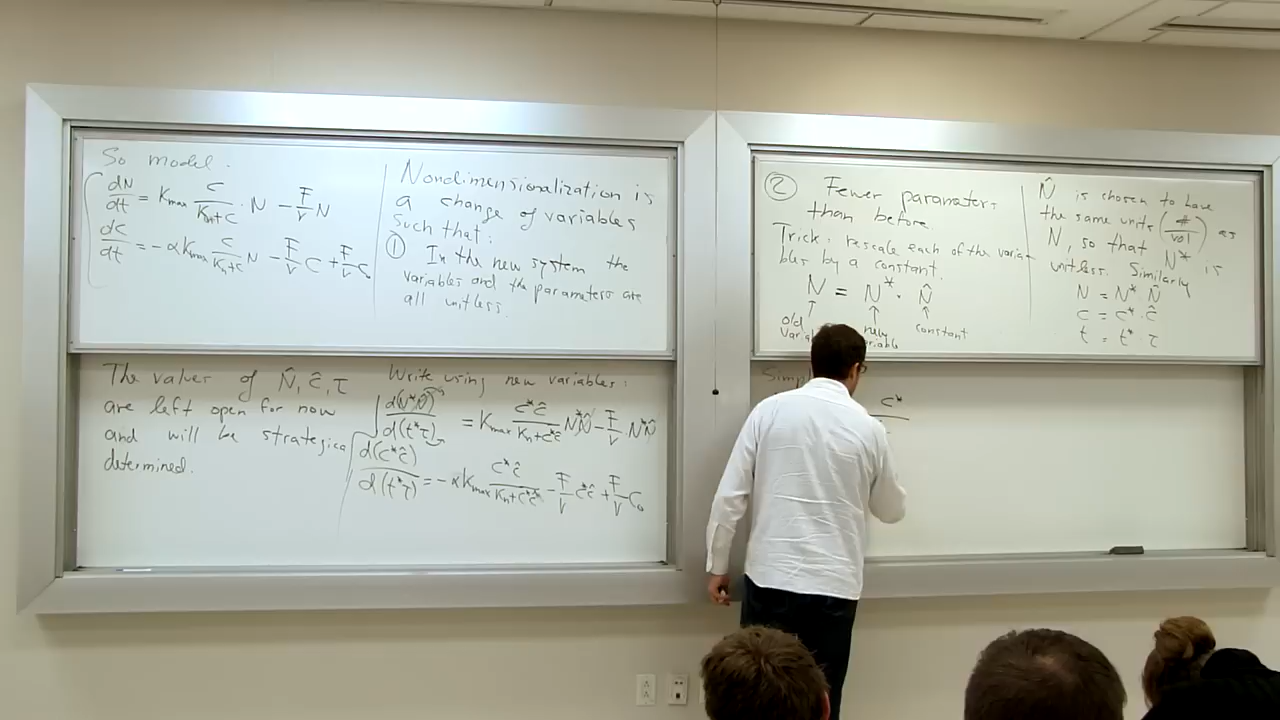 So model.
dN/dt = Kmax C/(Kn+C) · N − F/V N
dC/dt = −αKmax C/(Kn+C) N − F/V C + F/V C₀
Nondimensionalization is
a change of variables
such that:
① In the new system the
variables and the parameters are
all unitless.
② Fewer parameters
than before.
Trick: rescale each of the varia-
bles by a constant.
N = N* · N̂
↑ ↑ ↑
old new constant
variable
N̂ is chosen to have
the same units (#/vol) as
N, so that N* is
unitless. Similarly
N = N* N̂
C = C* · Ĉ
t = t* · τ
The values of N̂, Ĉ, τ
are left open for now
and will be strategica
determined.
Write using new variables:
d(N*N̂)/d(t*τ) = Kmax C*Ĉ/(Kn+C*Ĉ) N*N̂ − F/V N*N̂
d(C*Ĉ)/d(t*τ) = −αKmax C*Ĉ/(Kn+C*Ĉ) − F/V C*Ĉ + F/V C₀
C*